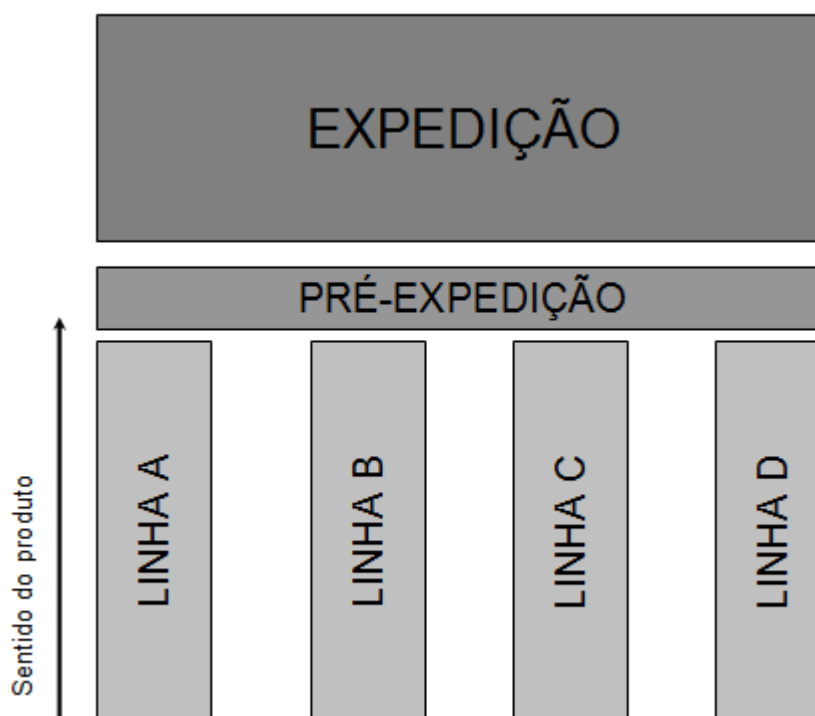 EXPEDIÇÃO
PRÉ-EXPEDIÇÃO
LINHA A
LINHA B
LINHA C
LINHA D
Sentido do produto